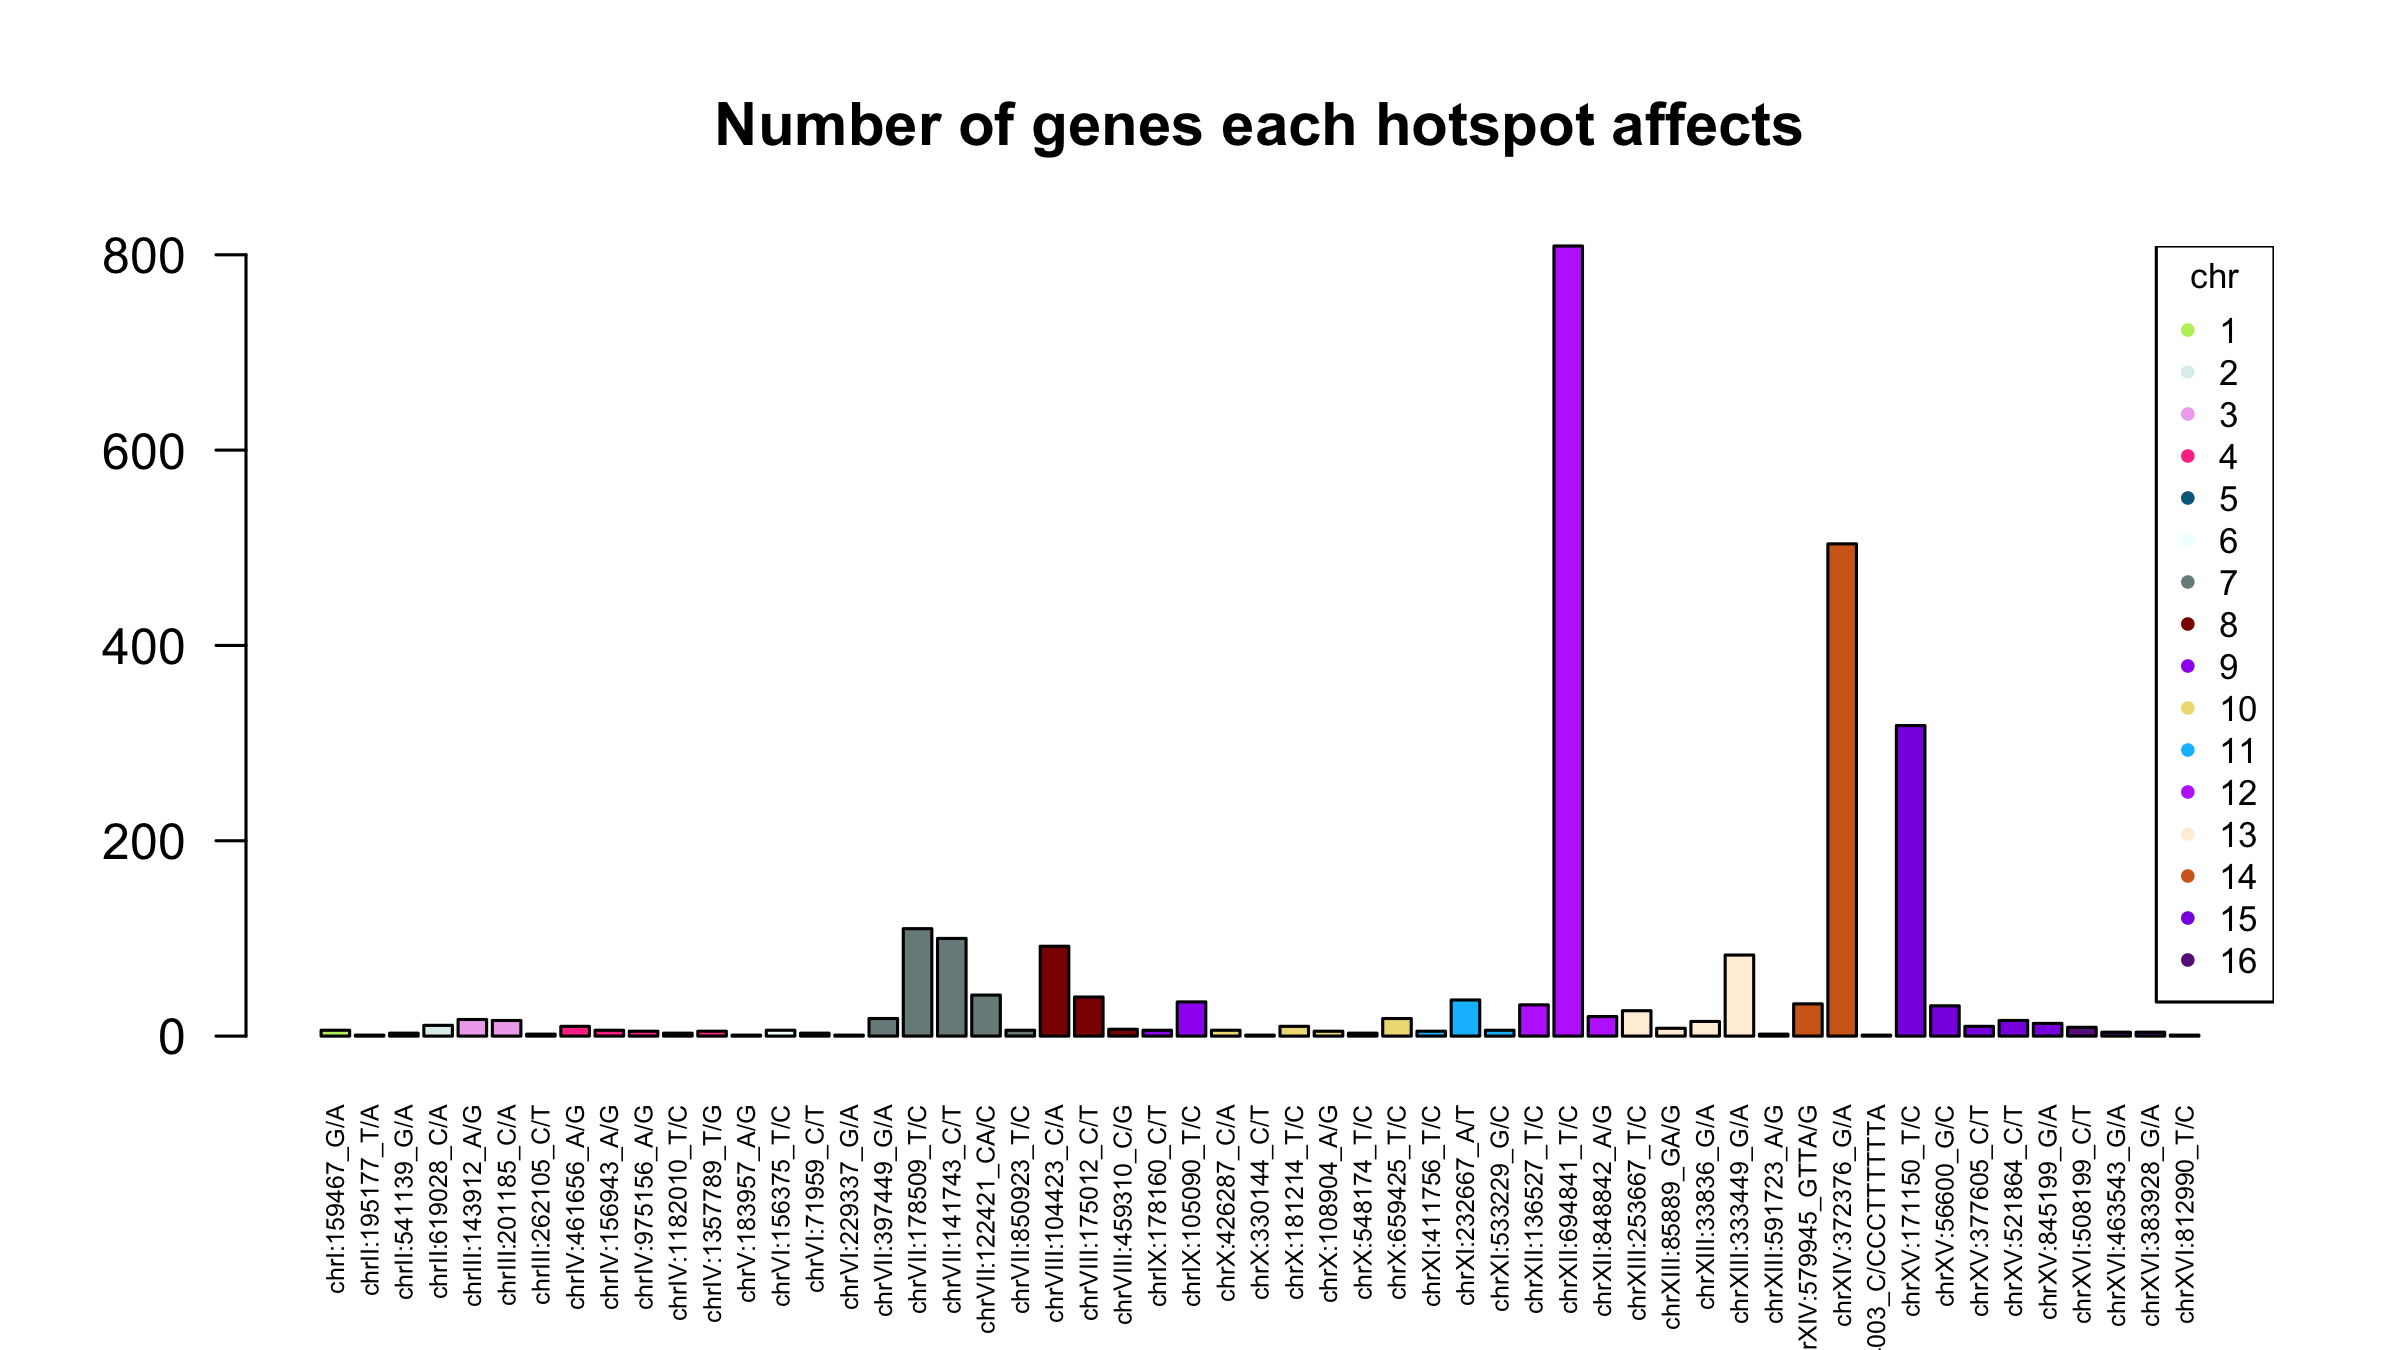 Number of genes each hotspot affects
800
600
400
200
0
chr
1
2
3
4
5
6
7
8
9
10
11
12
13
14
15
16
chrI:159467_G/A
chrII:195177_T/A
chrII:541139_G/A
chrII:619028_C/A
chrIII:143912_A/G
chrIII:201185_C/A
chrIII:262105_C/T
chrIV:461656_A/G
chrIV:156943_A/G
chrIV:975156_A/G
chrIV:1182010_T/C
chrIV:1357789_T/G
chrV:183957_A/G
chrVI:156375_T/C
chrVI:71959_C/T
chrVI:229337_G/A
chrVII:397449_G/A
chrVII:178509_T/C
chrVII:141743_C/T
chrVII:122421_CA/C
chrVII:850923_T/C
chrVIII:104423_C/A
chrVIII:175012_C/T
chrVIII:459310_C/G
chrIX:178160_C/T
chrIX:105090_T/C
chrX:426287_C/A
chrX:330144_C/T
chrX:181214_T/C
chrX:108904_A/G
chrX:548174_T/C
chrX:659425_T/C
chrXI:411756_T/C
chrXI:232667_A/T
chrXI:533229_G/C
chrXII:136527_T/C
chrXII:694841_T/C
chrXII:848842_A/G
chrXIII:253667_T/C
chrXIII:85889_GA/G
chrXIII:33836_G/A
chrXIII:333449_G/A
chrXIII:591723_A/G
rXIV:579945_GTTA/G
chrXIV:372376_G/A
003_C/CCCTTTTTA
chrXV:171150_T/C
chrXV:56600_G/C
chrXV:377605_C/T
chrXV:521864_C/T
chrXV:845199_G/A
chrXVI:508199_C/T
chrXVI:463543_G/A
chrXVI:383928_G/A
chrXVI:812990_T/C